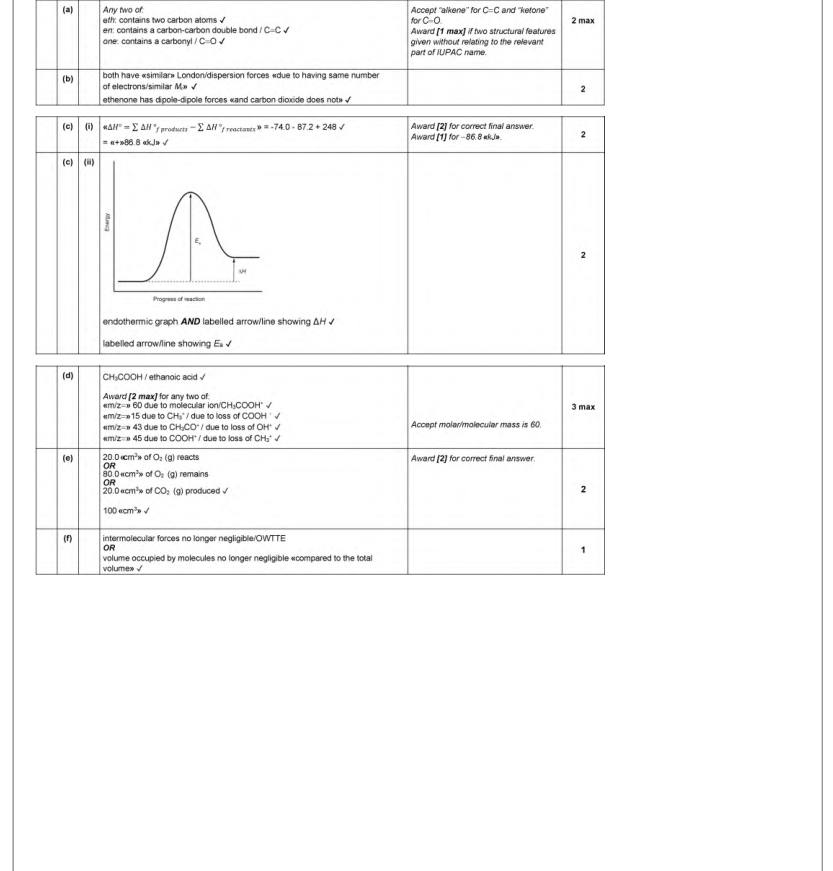 (a) Any two of:
eth: contains two carbon atoms ✓
en: contains a carbon-carbon double bond / C=C ✓
one: contains a carbonyl / C=O ✓
Accept "alkene" for C=C and "ketone"
for C=O.
Award [1 max] if two structural features
given without relating to the relevant
part of IUPAC name.
2 max
(b) both have «similar» London/dispersion forces «due to having same number
of electrons/similar Mᵣ» ✓
ethenone has dipole-dipole forces «and carbon dioxide does not» ✓
2
(c) (i) «ΔH° = ∑ ΔH°f products − ∑ ΔH°f reactants» = -74.0 - 87.2 + 248 ✓
= «+»86.8 «kJ» ✓
Award [2] for correct final answer.
Award [1] for −86.8 «kJ».
2
(c) (ii)
Energy
Eₐ
ΔH
Progress of reaction
endothermic graph AND labelled arrow/line showing ΔH ✓
labelled arrow/line showing Eₐ ✓
2
(d) CH₃COOH / ethanoic acid ✓
Award [2 max] for any two of:
«m/z=» 60 due to molecular ion/CH₃COOH⁺ ✓
«m/z=» 15 due to CH₃⁺ / due to loss of COOH ✓
«m/z=» 43 due to CH₃CO⁺ / due to loss of OH ✓
«m/z=» 45 due to COOH⁺ / due to loss of CH₃ ✓
Accept molar/molecular mass is 60.
3 max
(e) 20.0 «cm³» of O₂ (g) reacts
OR
80.0 «cm³» of O₂ (g) remains
OR
20.0 «cm³» of CO₂ (g) produced ✓
100 «cm³» ✓
Award [2] for correct final answer.
2
(f) intermolecular forces no longer negligible/OWTTE
OR
volume occupied by molecules no longer negligible «compared to the total
volume» ✓
1